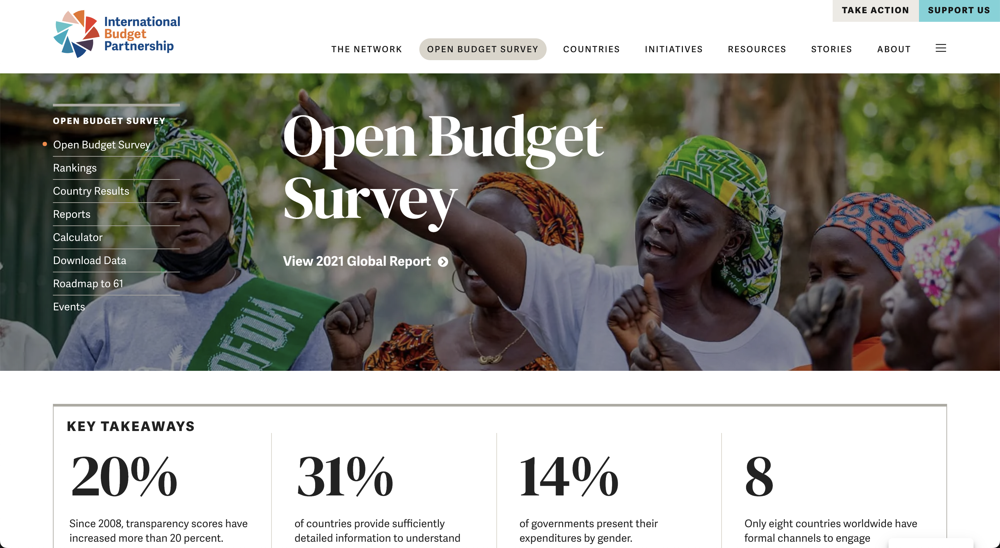 TAKE ACTION
SUPPORT US
International
Budget
Partnership
THE NETWORK
OPEN BUDGET SURVEY
COUNTRIES
INITIATIVES
RESOURCES
STORIES
ABOUT
OPEN BUDGET SURVEY
Open Budget Survey
Rankings
Country Results
Reports
Calculator
Download Data
Roadmap to 61
Events
Open Budget
Survey
View 2021 Global Report
KEY TAKEAWAYS
20%
Since 2008, transparency scores have
increased more than 20 percent.
31%
of countries provide sufficiently
detailed information to understand
14%
of governments present their
expenditures by gender.
8
Only eight countries worldwide have
formal channels to engage